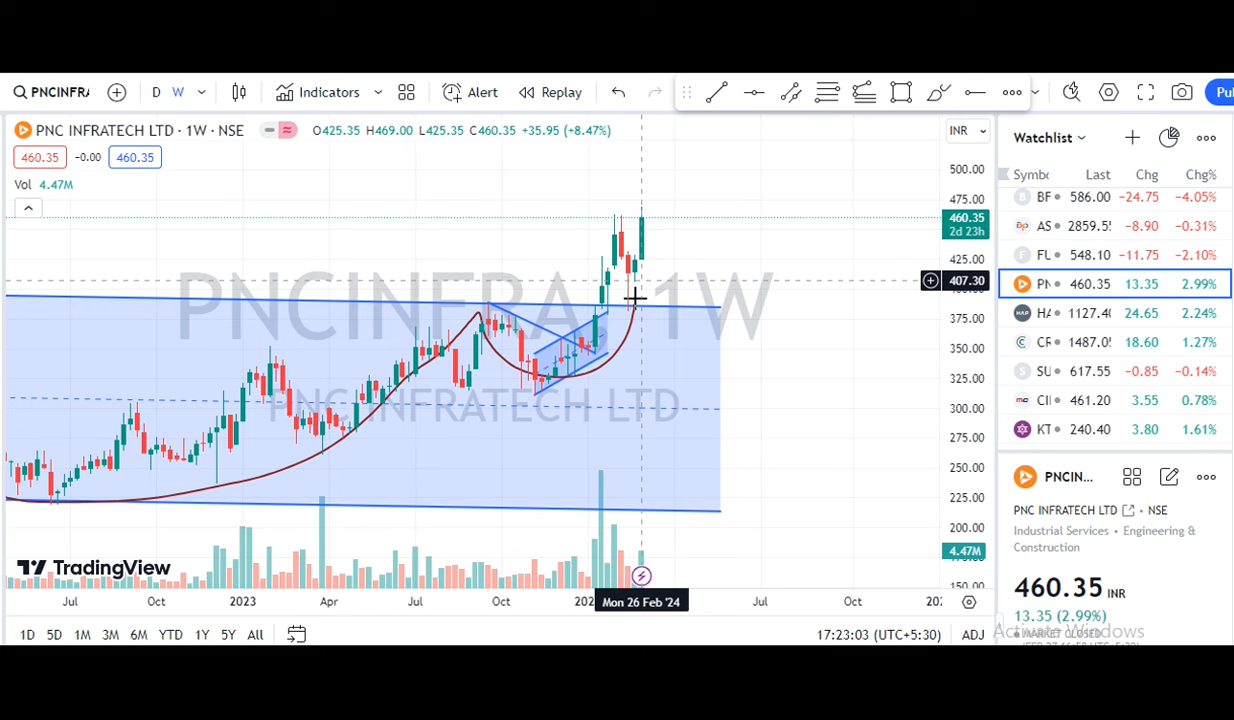 PNCINFRA D W Indicators Alert Replay Pu
PNC INFRATECH LTD · 1W · NSE O425.35 H469.00 L425.35 C460.35 +35.95 (+8.47%) INR
460.35 -0.00 460.35
Vol 4.47M
PNCINFRA, 1W
PNC INFRATECH LTD
500.00
475.00
460.35
2d 23h
425.00
407.30
375.00
350.00
325.00
300.00
275.00
250.00
225.00
200.00
4.47M
150.00
TradingView
Jul Oct 2023 Apr Jul Oct Mon 26 Feb '24 Jul Oct
1D 5D 1M 3M 6M YTD 1Y 5Y All 17:23:03 (UTC+5:30) ADJ
Watchlist
Symbo Last Chg Chg%
BF 586.00 −24.75 −4.05%
AS 2859.55 −8.90 −0.31%
FU 548.10 −11.75 −2.10%
PN 460.35 13.35 2.99%
HA 1127.40 24.65 2.24%
CF 1487.05 18.60 1.27%
SU 617.55 −0.85 −0.14%
CII 461.20 3.55 0.78%
KT 240.40 3.80 1.61%
PNCIN...
PNC INFRATECH LTD NSE
Industrial Services • Engineering &
Construction
460.35 INR
13.35 (2.99%)
Activate Windows
MARKET CLOSED